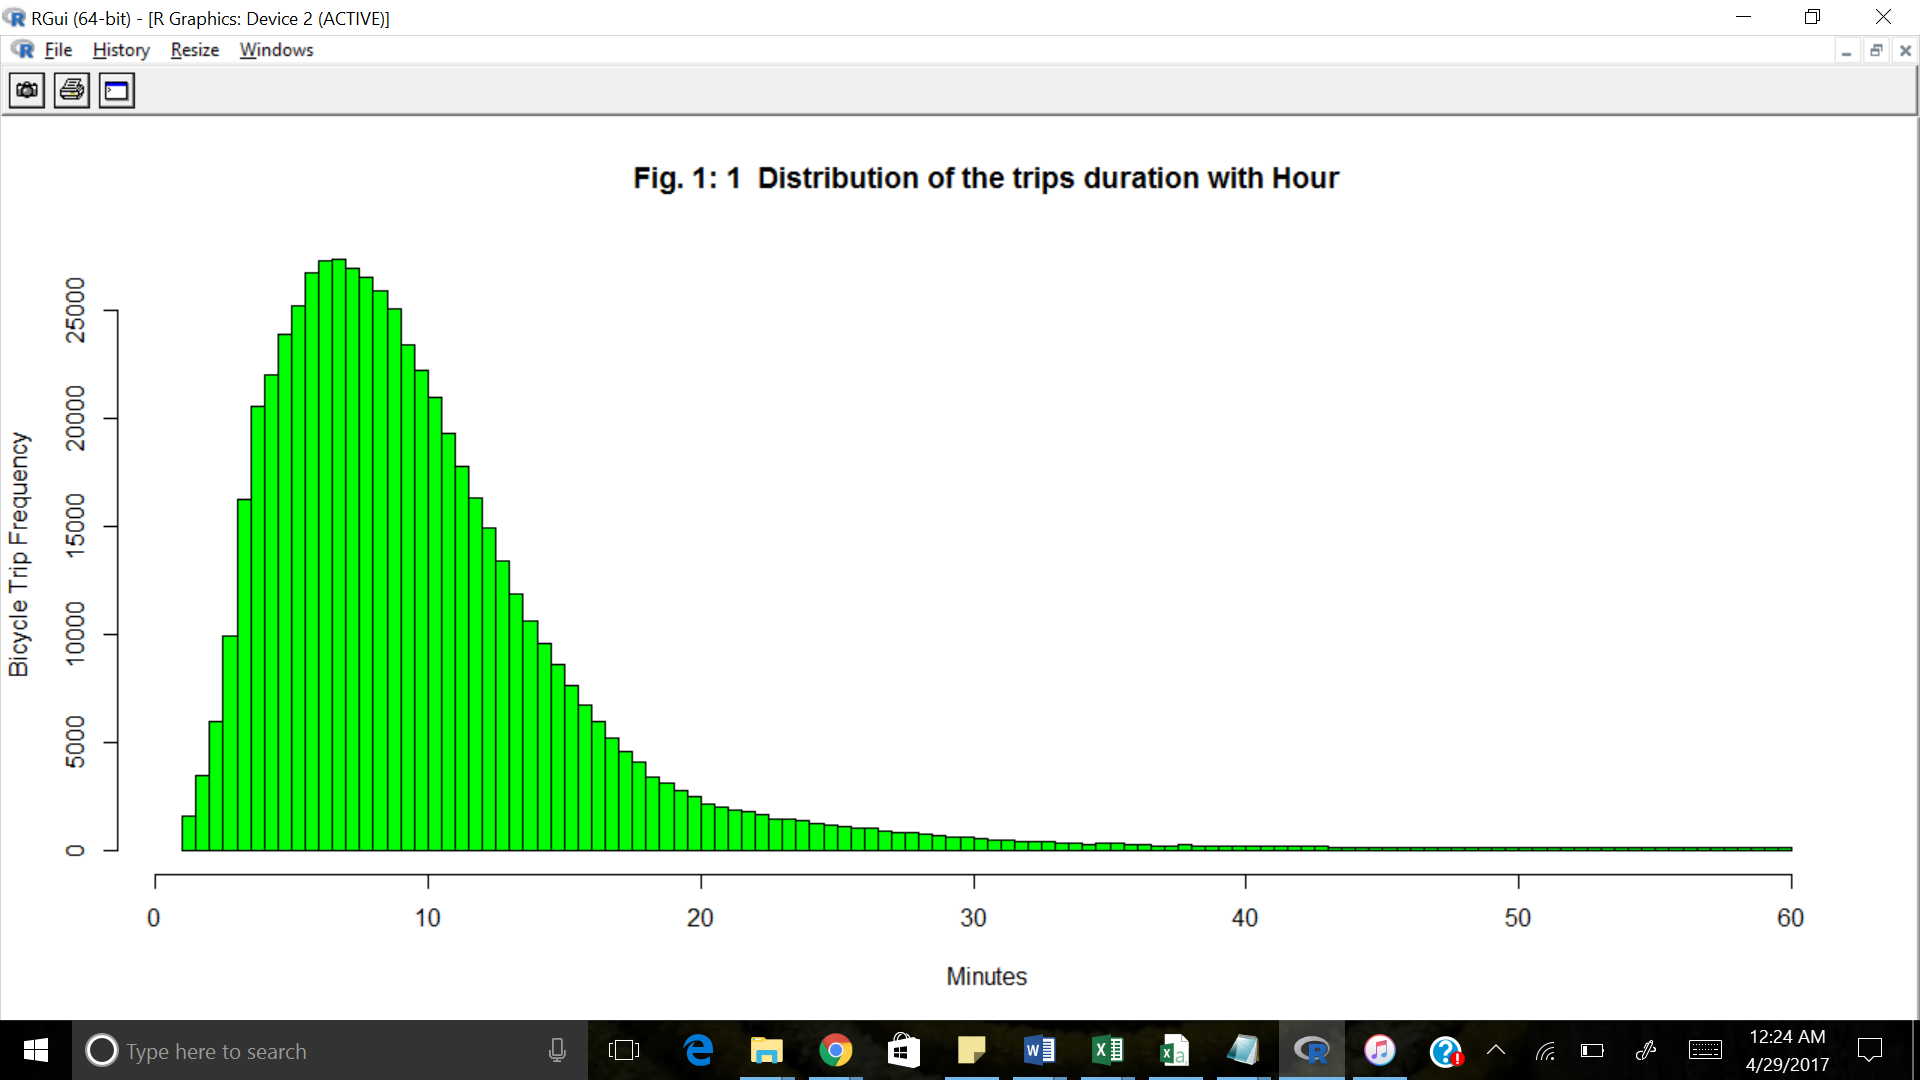 RGui (64-bit) - [R Graphics: Device 2 (ACTIVE)]
File History Resize Windows
Fig. 1: 1 Distribution of the trips duration with Hour
Bicycle Trip Frequency
25000
20000
15000
10000
5000
0
0 10 20 30 40 50 60
Minutes
Type here to search
12:24 AM
4/29/2017